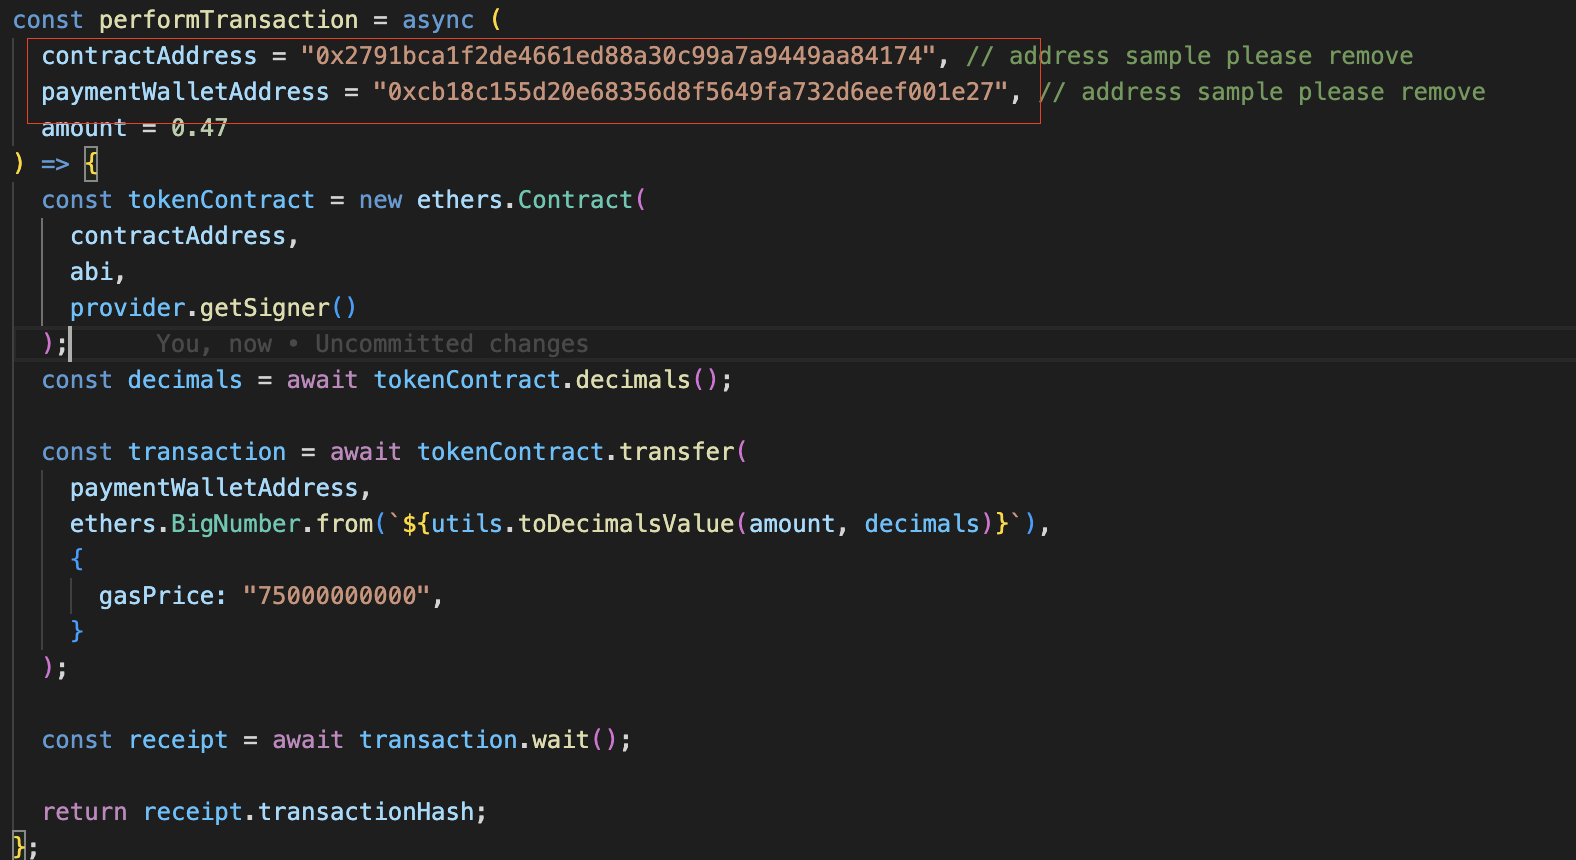 const performTransaction = async (
contractAddress = "0x2791bca1f2de4661ed88a30c99a7a9449aa84174", // address sample please remove
paymentWalletAddress = "0xcb18c155d20e68356d8f5649fa732d6eef001e27", // address sample please remove
amount = 0.47
) => {
const tokenContract = new ethers.Contract(
contractAddress,
abi,
provider.getSigner()
); You, now • Uncommitted changes
const decimals = await tokenContract.decimals();
const transaction = await tokenContract.transfer(
paymentWalletAddress,
ethers.BigNumber.from(`${utils.toDecimalsValue(amount, decimals)}`),
{
gasPrice: "75000000000",
}
);
const receipt = await transaction.wait();
return receipt.transactionHash;
};